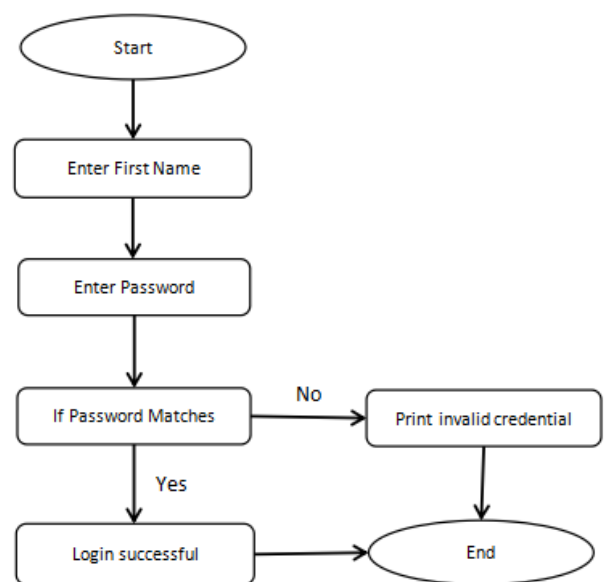 Start
Enter First Name
Enter Password
If Password Matches
No
Print invalid credential
Yes
Login successful
End